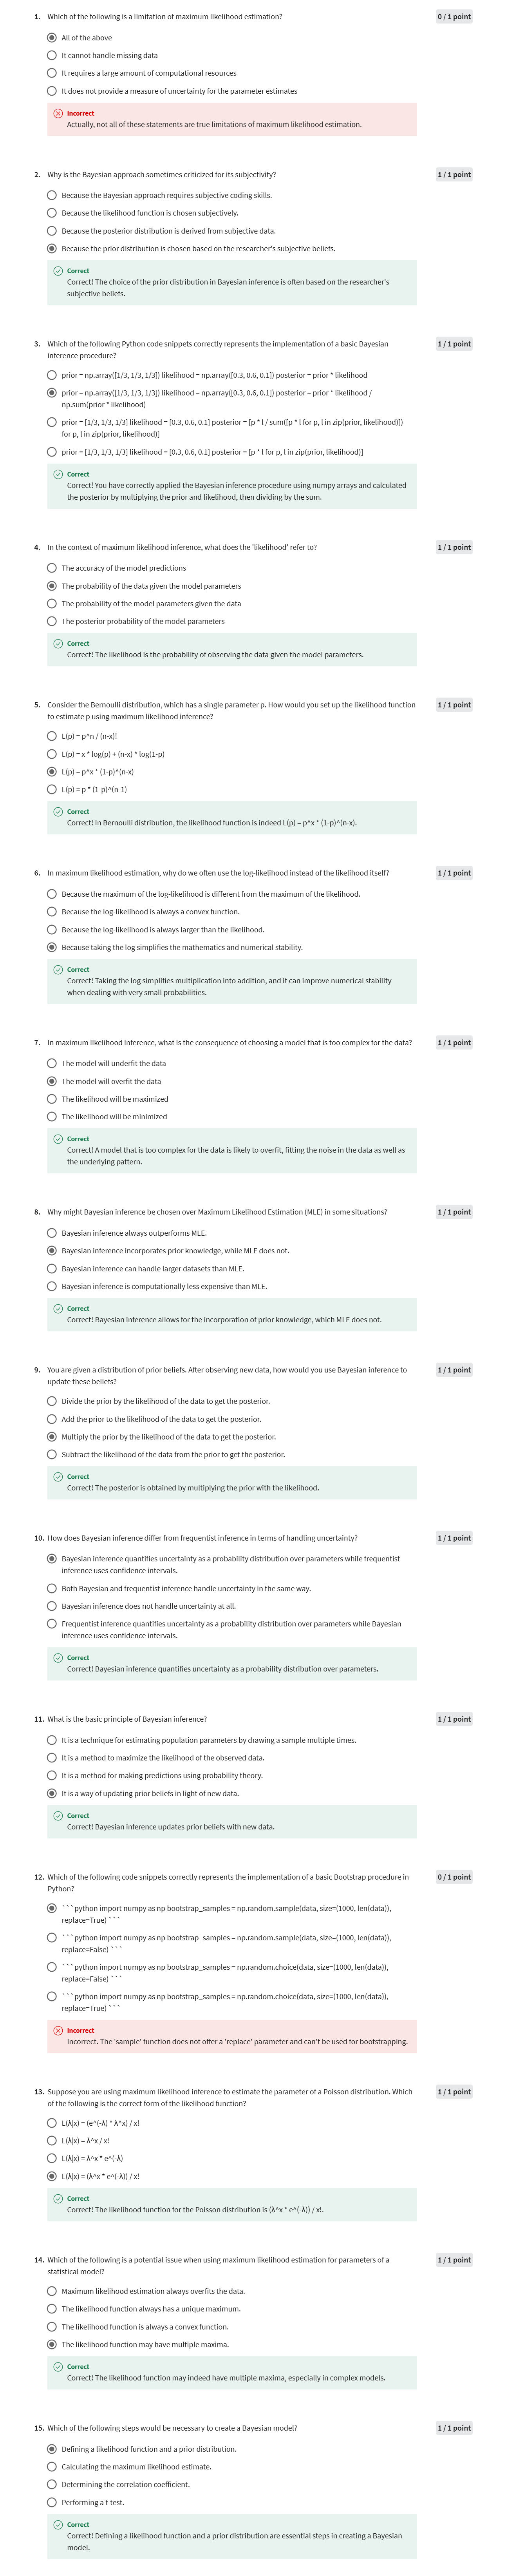 1. Which of the following is a limitation of maximum likelihood estimation? 0 / 1 point
All of the above
It cannot handle missing data
It requires a large amount of computational resources
It does not provide a measure of uncertainty for the parameter estimates
Incorrect
Actually, not all of these statements are true limitations of maximum likelihood estimation.
2. Why is the Bayesian approach sometimes criticized for its subjectivity? 1 / 1 point
Because the Bayesian approach requires subjective coding skills.
Because the likelihood function is chosen subjectively.
Because the posterior distribution is derived from subjective data.
Because the prior distribution is chosen based on the researcher's subjective beliefs.
Correct
Correct! The choice of the prior distribution in Bayesian inference is often based on the researcher's
subjective beliefs.
3. Which of the following Python code snippets correctly represents the implementation of a basic Bayesian 1 / 1 point
inference procedure?
prior = np.array([1/3, 1/3, 1/3]) likelihood = np.array([0.3, 0.6, 0.1]) posterior = prior * likelihood
prior = np.array([1/3, 1/3, 1/3]) likelihood = np.array([0.3, 0.6, 0.1]) posterior = prior * likelihood /
np.sum(prior * likelihood)
prior = [1/3, 1/3, 1/3] likelihood = [0.3, 0.6, 0.1] posterior = [p * l / sum([p * l for p, l in zip(prior, likelihood)])
for p, l in zip(prior, likelihood)]
prior = [1/3, 1/3, 1/3] likelihood = [0.3, 0.6, 0.1] posterior = [p * l for p, l in zip(prior, likelihood)]
Correct
Correct! You have correctly applied the Bayesian inference procedure using numpy arrays and calculated
the posterior by multiplying the prior and likelihood, then dividing by the sum.
4. In the context of maximum likelihood inference, what does the 'likelihood' refer to? 1 / 1 point
The accuracy of the model predictions
The probability of the data given the model parameters
The probability of the model parameters given the data
The posterior probability of the model parameters
Correct
Correct! The likelihood is the probability of observing the data given the model parameters.
5. Consider the Bernoulli distribution, which has a single parameter p. How would you set up the likelihood function 1 / 1 point
to estimate p using maximum likelihood inference?
L(p) = p^n / (n-x)!
L(p) = x * log(p) + (n-x) * log(1-p)
L(p) = p^x * (1-p)^(n-x)
L(p) = p * (1-p)^(n-1)
Correct
Correct! In Bernoulli distribution, the likelihood function is indeed L(p) = p^x * (1-p)^(n-x).
6. In maximum likelihood estimation, why do we often use the log-likelihood instead of the likelihood itself? 1 / 1 point
Because the maximum of the log-likelihood is different from the maximum of the likelihood.
Because the log-likelihood is always a convex function.
Because the log-likelihood is always larger than the likelihood.
Because taking the log simplifies the mathematics and numerical stability.
Correct
Correct! Taking the log simplifies multiplication into addition, and it can improve numerical stability
when dealing with very small probabilities.
7. In maximum likelihood inference, what is the consequence of choosing a model that is too complex for the data? 1 / 1 point
The model will underfit the data
The model will overfit the data
The likelihood will be maximized
The likelihood will be minimized
Correct
Correct! A model that is too complex for the data is likely to overfit, fitting the noise in the data as well as
the underlying pattern.
8. Why might Bayesian inference be chosen over Maximum Likelihood Estimation (MLE) in some situations? 1 / 1 point
Bayesian inference always outperforms MLE.
Bayesian inference incorporates prior knowledge, while MLE does not.
Bayesian inference can handle larger datasets than MLE.
Bayesian inference is computationally less expensive than MLE.
Correct
Correct! Bayesian inference allows for the incorporation of prior knowledge, which MLE does not.
9. You are given a distribution of prior beliefs. After observing new data, how would you use Bayesian inference to 1 / 1 point
update these beliefs?
Divide the prior by the likelihood of the data to get the posterior.
Add the prior to the likelihood of the data to get the posterior.
Multiply the prior by the likelihood of the data to get the posterior.
Subtract the likelihood of the data from the prior to get the posterior.
Correct
Correct! The posterior is obtained by multiplying the prior with the likelihood.
10. How does Bayesian inference differ from frequentist inference in terms of handling uncertainty? 1 / 1 point
Bayesian inference quantifies uncertainty as a probability distribution over parameters while frequentist
inference uses confidence intervals.
Both Bayesian and frequentist inference handle uncertainty in the same way.
Bayesian inference does not handle uncertainty at all.
Frequentist inference quantifies uncertainty as a probability distribution over parameters while Bayesian
inference uses confidence intervals.
Correct
Correct! Bayesian inference quantifies uncertainty as a probability distribution over parameters.
11. What is the basic principle of Bayesian inference? 1 / 1 point
It is a technique for estimating population parameters by drawing a sample multiple times.
It is a method to maximize the likelihood of the observed data.
It is a method for making predictions using probability theory.
It is a way of updating prior beliefs in light of new data.
Correct
Correct! Bayesian inference updates prior beliefs with new data.
12. Which of the following code snippets correctly represents the implementation of a basic Bootstrap procedure in 0 / 1 point
Python?
```python import numpy as np bootstrap_samples = np.random.sample(data, size=(1000, len(data)),
replace=True) ```
```python import numpy as np bootstrap_samples = np.random.sample(data, size=(1000, len(data)),
replace=False) ```
```python import numpy as np bootstrap_samples = np.random.choice(data, size=(1000, len(data)),
replace=False) ```
```python import numpy as np bootstrap_samples = np.random.choice(data, size=(1000, len(data)),
replace=True) ```
Incorrect
Incorrect. The 'sample' function does not offer a 'replace' parameter and can't be used for bootstrapping.
13. Suppose you are using maximum likelihood inference to estimate the parameter of a Poisson distribution. Which 1 / 1 point
of the following is the correct form of the likelihood function?
L(λ|x) = (e^(-λ) * λ^x) / x!
L(λ|x) = λ^x / x!
L(λ|x) = λ^x * e^(-λ)
L(λ|x) = (λ^x * e^(-λ)) / x!
Correct
Correct! The likelihood function for the Poisson distribution is (λ^x * e^(-λ)) / x!.
14. Which of the following is a potential issue when using maximum likelihood estimation for parameters of a 1 / 1 point
statistical model?
Maximum likelihood estimation always overfits the data.
The likelihood function always has a unique maximum.
The likelihood function is always a convex function.
The likelihood function may have multiple maxima.
Correct
Correct! The likelihood function may indeed have multiple maxima, especially in complex models.
15. Which of the following steps would be necessary to create a Bayesian model? 1 / 1 point
Defining a likelihood function and a prior distribution.
Calculating the maximum likelihood estimate.
Determining the correlation coefficient.
Performing a t-test.
Correct
Correct! Defining a likelihood function and a prior distribution are essential steps in creating a Bayesian
model.